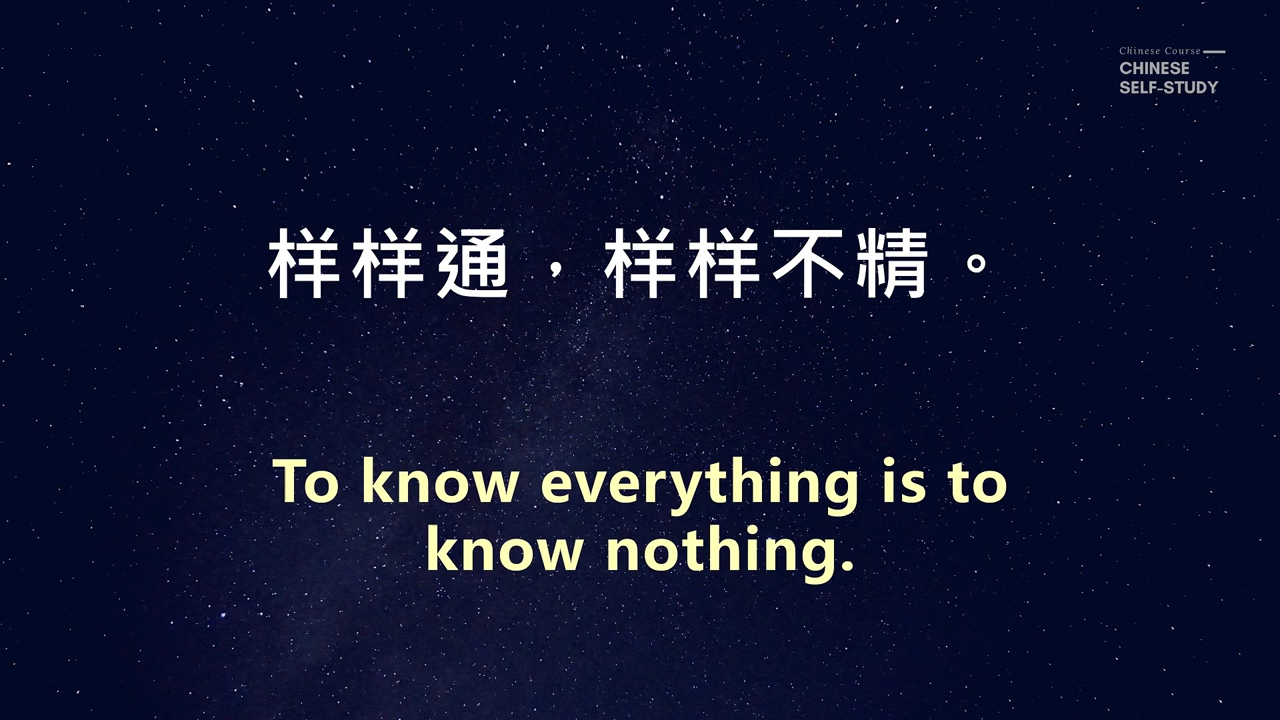 Chinese Course
CHINESE
SELF-STUDY
样样通，样样不精。
To know everything is to
know nothing.